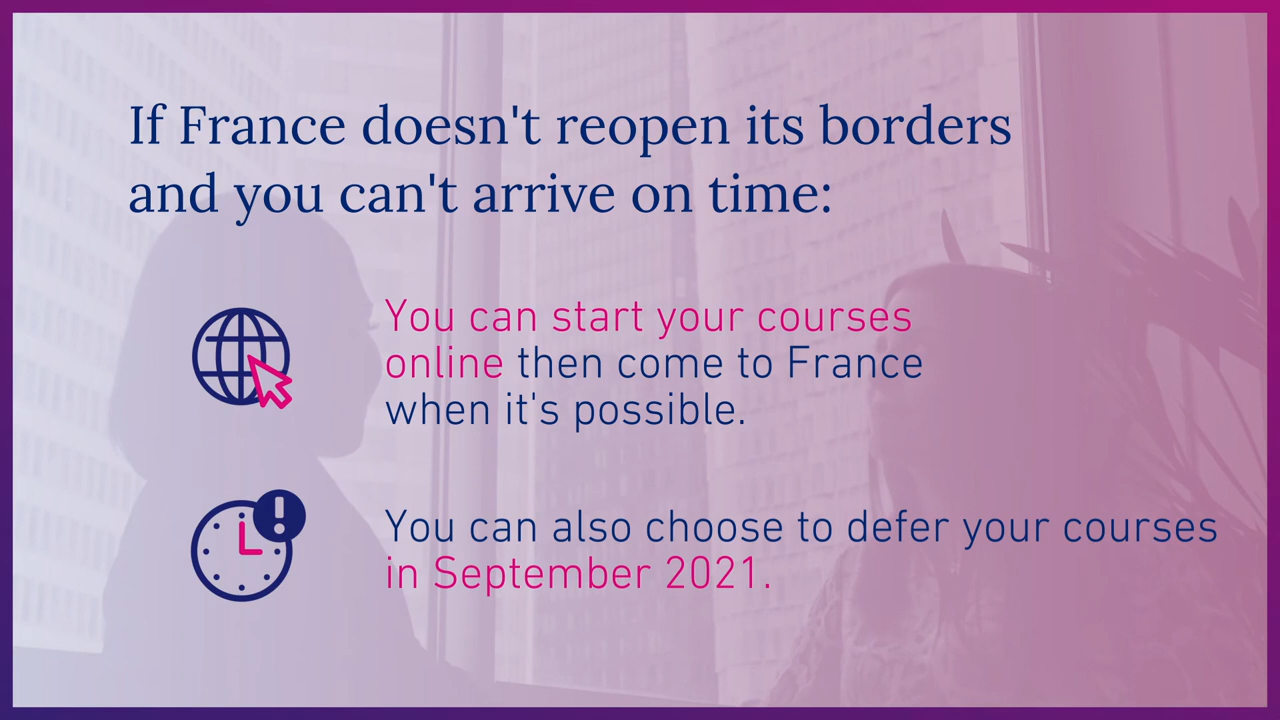 If France doesn't reopen its borders
and you can't arrive on time:
You can start your courses
online then come to France
when it's possible.
You can also choose to defer your courses
in September 2021.